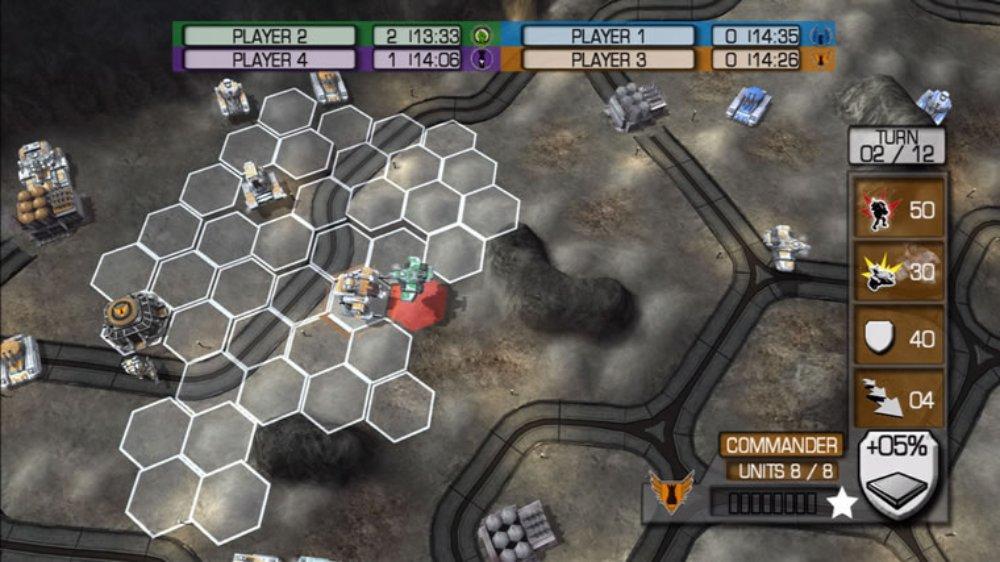 PLAYER 2 2 | 13:33 PLAYER 1 0 | 14:35
PLAYER 4 1 | 14:06 PLAYER 3 0 | 14:26
TURN
02 / 12
50
30
40
04
COMMANDER
UNITS 8 / 8
+05%